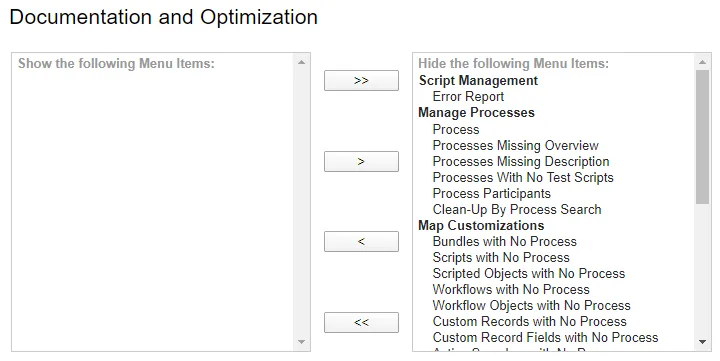 Documentation and Optimization
Show the following Menu Items:
>>
>
<
<<
Hide the following Menu Items:
Script Management
Error Report
Manage Processes
Process
Processes Missing Overview
Processes Missing Description
Processes With No Test Scripts
Process Participants
Clean-Up By Process Search
Map Customizations
Bundles with No Process
Scripts with No Process
Scripted Objects with No Process
Workflows with No Process
Workflow Objects with No Process
Custom Records with No Process
Custom Record Fields with No Process